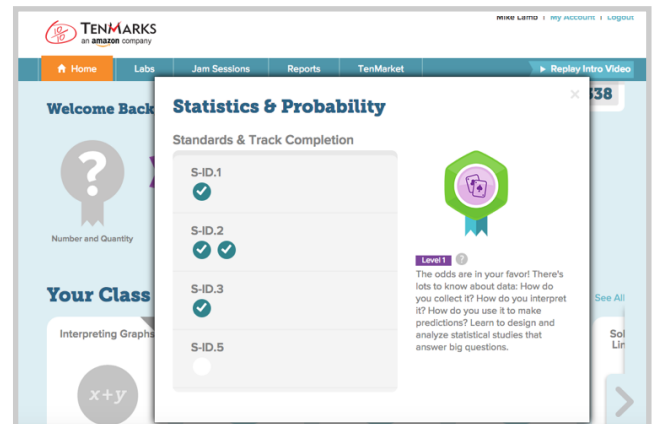 Mike Lamb | My Account | Logout
TENMARKS
an amazon company
Home Labs Jam Sessions Reports TenMarket Replay Intro Video
Welcome Back
338
Number and Quantity
Your Class
See All
Interpreting Graphs
x+y
Sol
Lin
Statistics & Probability
×
Standards & Track Completion
S-ID.1
S-ID.2
S-ID.3
S-ID.5
Level 1 ?
The odds are in your favor! There's
lots to know about data: How do
you collect it? How do you interpret
it? How do you use it to make
predictions? Learn to design and
analyze statistical studies that
answer big questions.